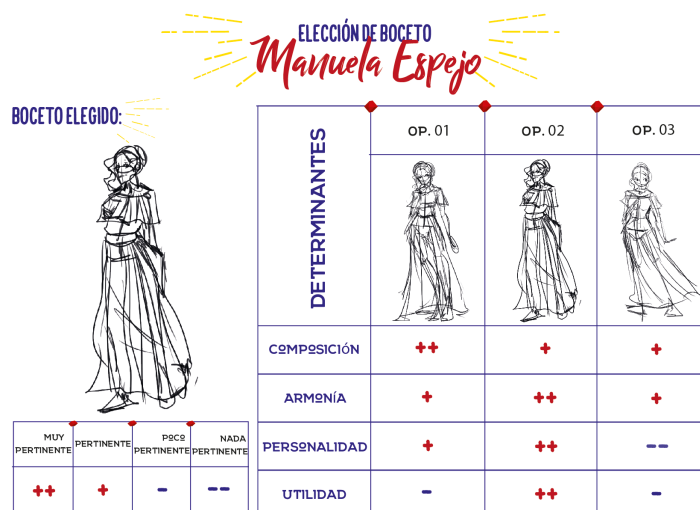 ELECCIÓN DE BOCETO
Manuela Espejo
BOCETO ELEGIDO:
DETERMINANTES
OP. 01
OP. 02
OP. 03
COMPOSICIÓN
++
+
+
ARMONÍA
+
++
+
PERSONALIDAD
+
++
--
UTILIDAD
-
++
-
MUY
PERTINENTE
PERTINENTE
POCO
PERTINENTE
NADA
PERTINENTE
++
+
-
--